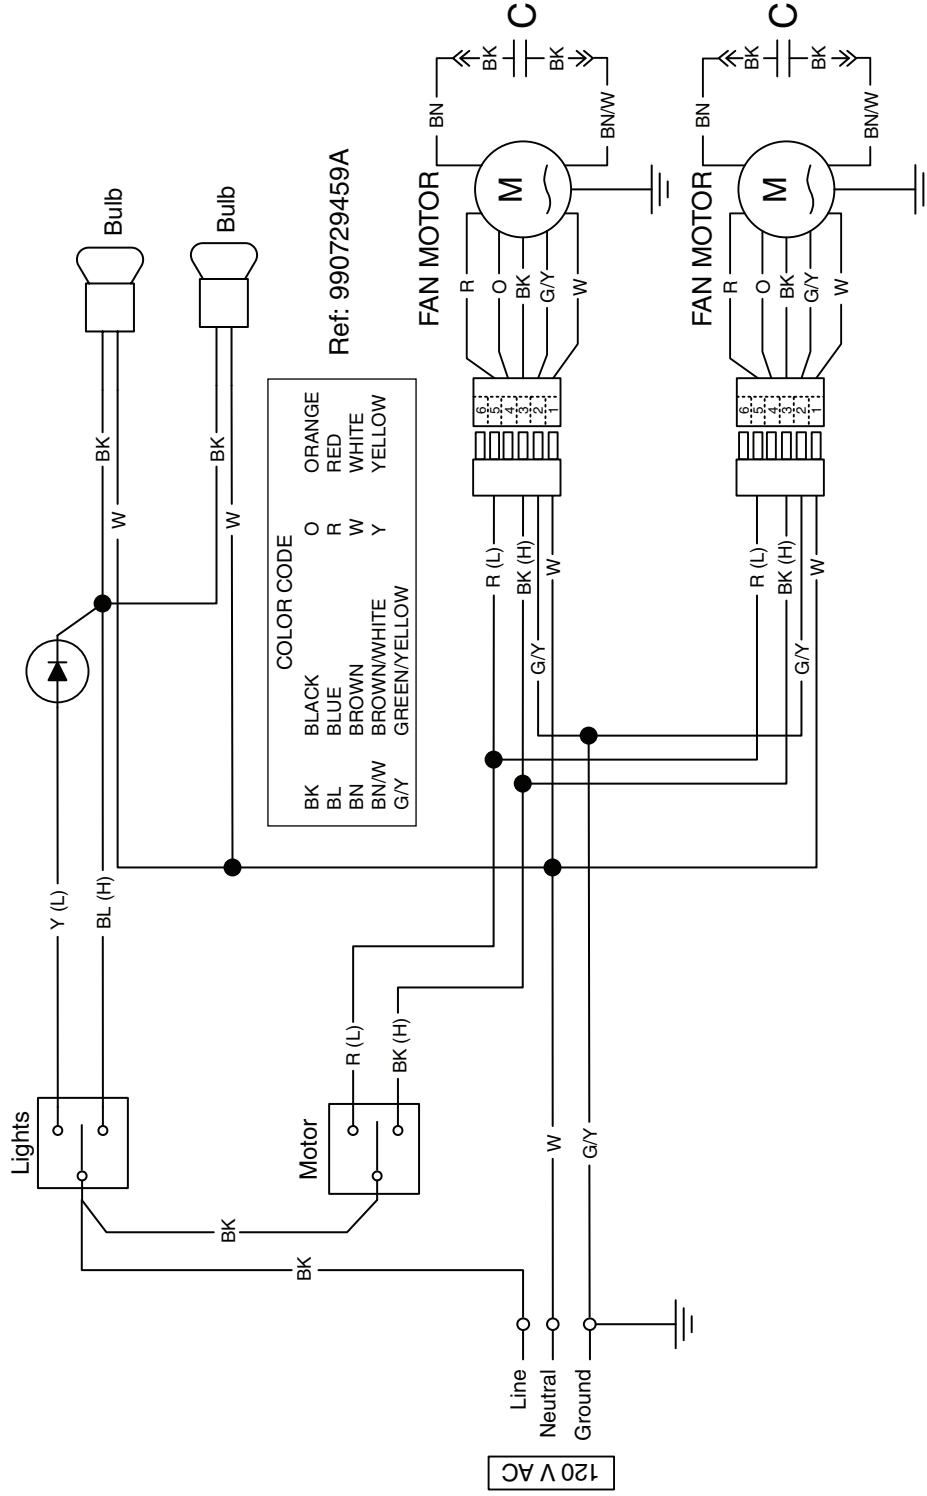 Bulb
Bulb
BK
W
BK
W
Ref: 990729459A
COLOR CODE
BK BLACK O ORANGE
BL BLUE R RED
BN BROWN W WHITE
BN/W BROWN/WHITE Y YELLOW
G/Y GREEN/YELLOW
Y (L)
BL (H)
Lights
Motor
R (L)
BK (H)
BK
BK
W
G/Y
Line
Neutral
Ground
120 V AC
FAN MOTOR
M
R
O
BK
G/Y
W
BN
BK
BK
BN/W
C
6
5
4
3
2
1
R (L)
BK (H)
G/Y
W
FAN MOTOR
M
R
O
BK
G/Y
W
BN
BK
BK
BN/W
C
6
5
4
3
2
1
R (L)
BK (H)
G/Y
W